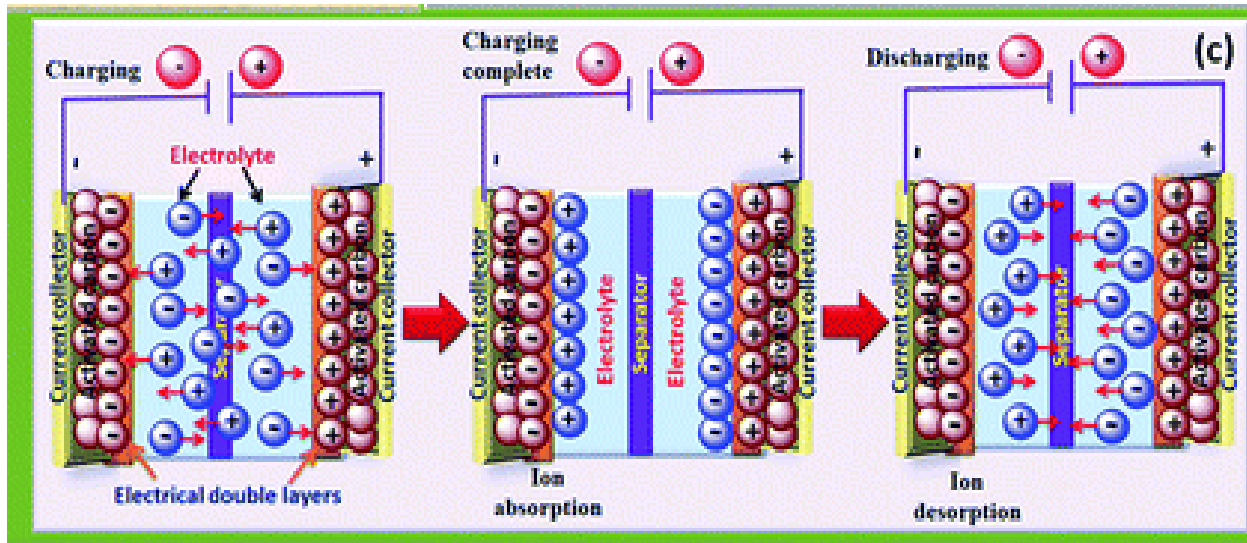 (c)
Charging
- +
- +
Electrolyte
Current collector
Activated carbon
Separator
Activated carbon
Current collector
Electrical double layers
Charging
complete
- +
- +
Current collector
Activated carbon
Electrolyte
Separator
Electrolyte
Activated carbon
Current collector
Ion
absorption
Discharging
- +
- +
Current collector
Activated carbon
Separator
Activated carbon
Current collector
Ion
desorption